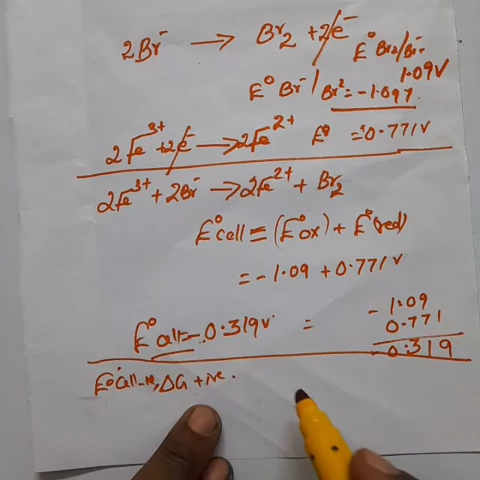 2Br⁻ → Br₂ + 2e⁻ E° Br₂/Br⁻
1.09V
E° Br⁻/Br² = -1.097
2Fe³⁺ + 2e⁻ → 2Fe²⁺ E° = +0.771V
2Fe³⁺ + 2Br⁻ → 2Fe²⁺ + Br₂
E°cell = (E°ox) + E°(red)
= -1.09 + 0.771V
E°cell = -0.319V =
-1.09
0.771
-0.319
E°cell -ve, ΔG +ve.